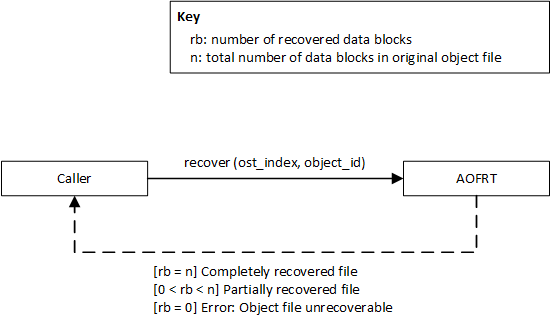 Key
rb: number of recovered data blocks
n: total number of data blocks in original object file
recover (ost_index, object_id)
Caller
AOFRT
[rb = n] Completely recovered file
[0 < rb < n] Partially recovered file
[rb = 0] Error: Object file unrecoverable